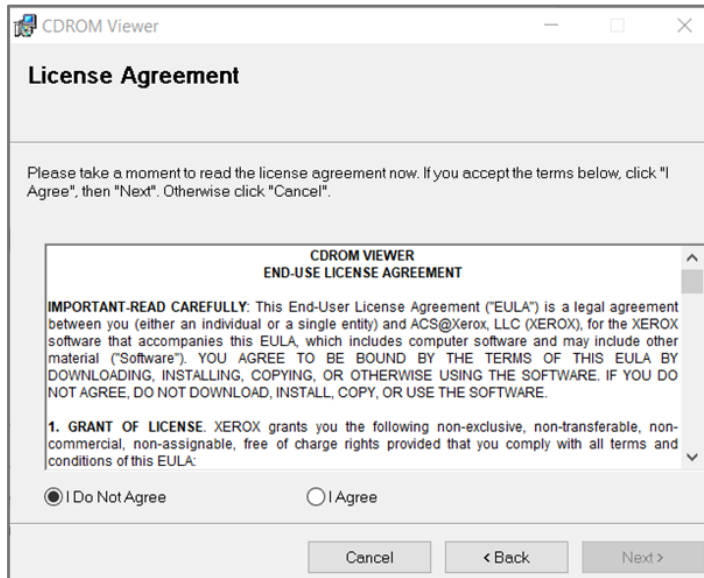 CDROM Viewer
License Agreement
Please take a moment to read the license agreement now. If you accept the terms below, click "I
Agree", then "Next". Otherwise click "Cancel".
CDROM VIEWER
END-USE LICENSE AGREEMENT
IMPORTANT-READ CAREFULLY: This End-User License Agreement ("EULA") is a legal agreement
between you (either an individual or a single entity) and ACS@Xerox, LLC (XEROX), for the XEROX
software that accompanies this EULA, which includes computer software and may include other
material ("Software"). YOU AGREE TO BE BOUND BY THE TERMS OF THIS EULA BY
DOWNLOADING, INSTALLING, COPYING, OR OTHERWISE USING THE SOFTWARE. IF YOU DO
NOT AGREE, DO NOT DOWNLOAD, INSTALL, COPY, OR USE THE SOFTWARE.
1. GRANT OF LICENSE. XEROX grants you the following non-exclusive, non-transferable, non-
commercial, non-assignable, free of charge rights provided that you comply with all terms and
conditions of this EULA:
I Do Not Agree
I Agree
Cancel
< Back
Next >